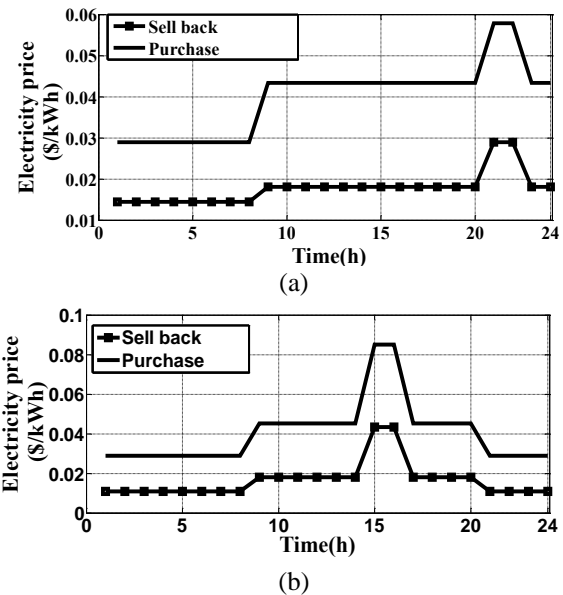 0.06
0.05
0.04
0.03
0.02
0.01
Electricity price
($/kWh)
Sell back
Purchase
0 5 10 15 20 24
Time(h)
(a)
0.1
0.08
0.06
0.04
0.02
0
Electricity price
($/kWh)
Sell back
Purchase
0 5 10 15 20 24
Time(h)
(b)